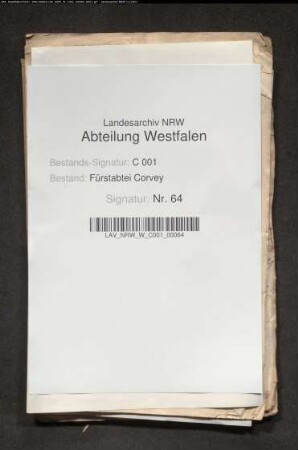 Landesarchiv NRW
Abteilung Westfalen
Bestands-Signatur: C 001
Bestand: Fürstabtei Corvey
Signatur: Nr. 64
LAV_NRW_W_C001_00064